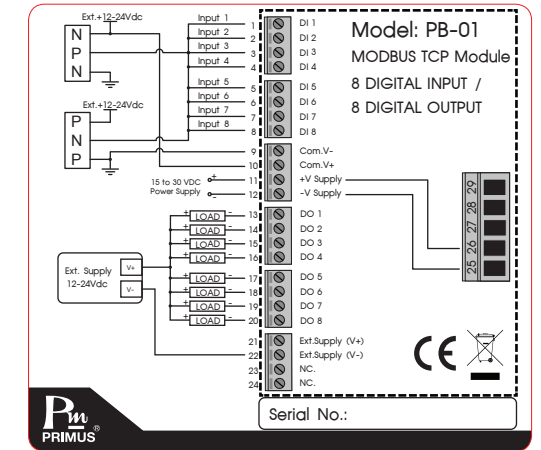 Ext.+12-24Vdc
N
P
N
Ext.+12-24Vdc
P
N
P
Input 1
Input 2
Input 3
Input 4
Input 5
Input 6
Input 7
Input 8
15 to 30 VDC
Power Supply
+
-
1 DI 1
2 DI 2
3 DI 3
4 DI 4
5 DI 5
6 DI 6
7 DI 7
8 DI 8
9 Com.V-
10 Com.V+
11 +V Supply
12 -V Supply
+ LOAD - 13 DO 1
+ LOAD - 14 DO 2
+ LOAD - 15 DO 3
+ LOAD - 16 DO 4
+ LOAD - 17 DO 5
+ LOAD - 18 DO 6
+ LOAD - 19 DO 7
+ LOAD - 20 DO 8
21 Ext.Supply (V+)
22 Ext.Supply (V-)
23 NC.
24 NC.
Ext. Supply
12-24Vdc
V+
V-
Model: PB-01
MODBUS TCP Module
8 DIGITAL INPUT /
8 DIGITAL OUTPUT
29
28
27
26
25
CE
Serial No.:
Pm
PRIMUS ®